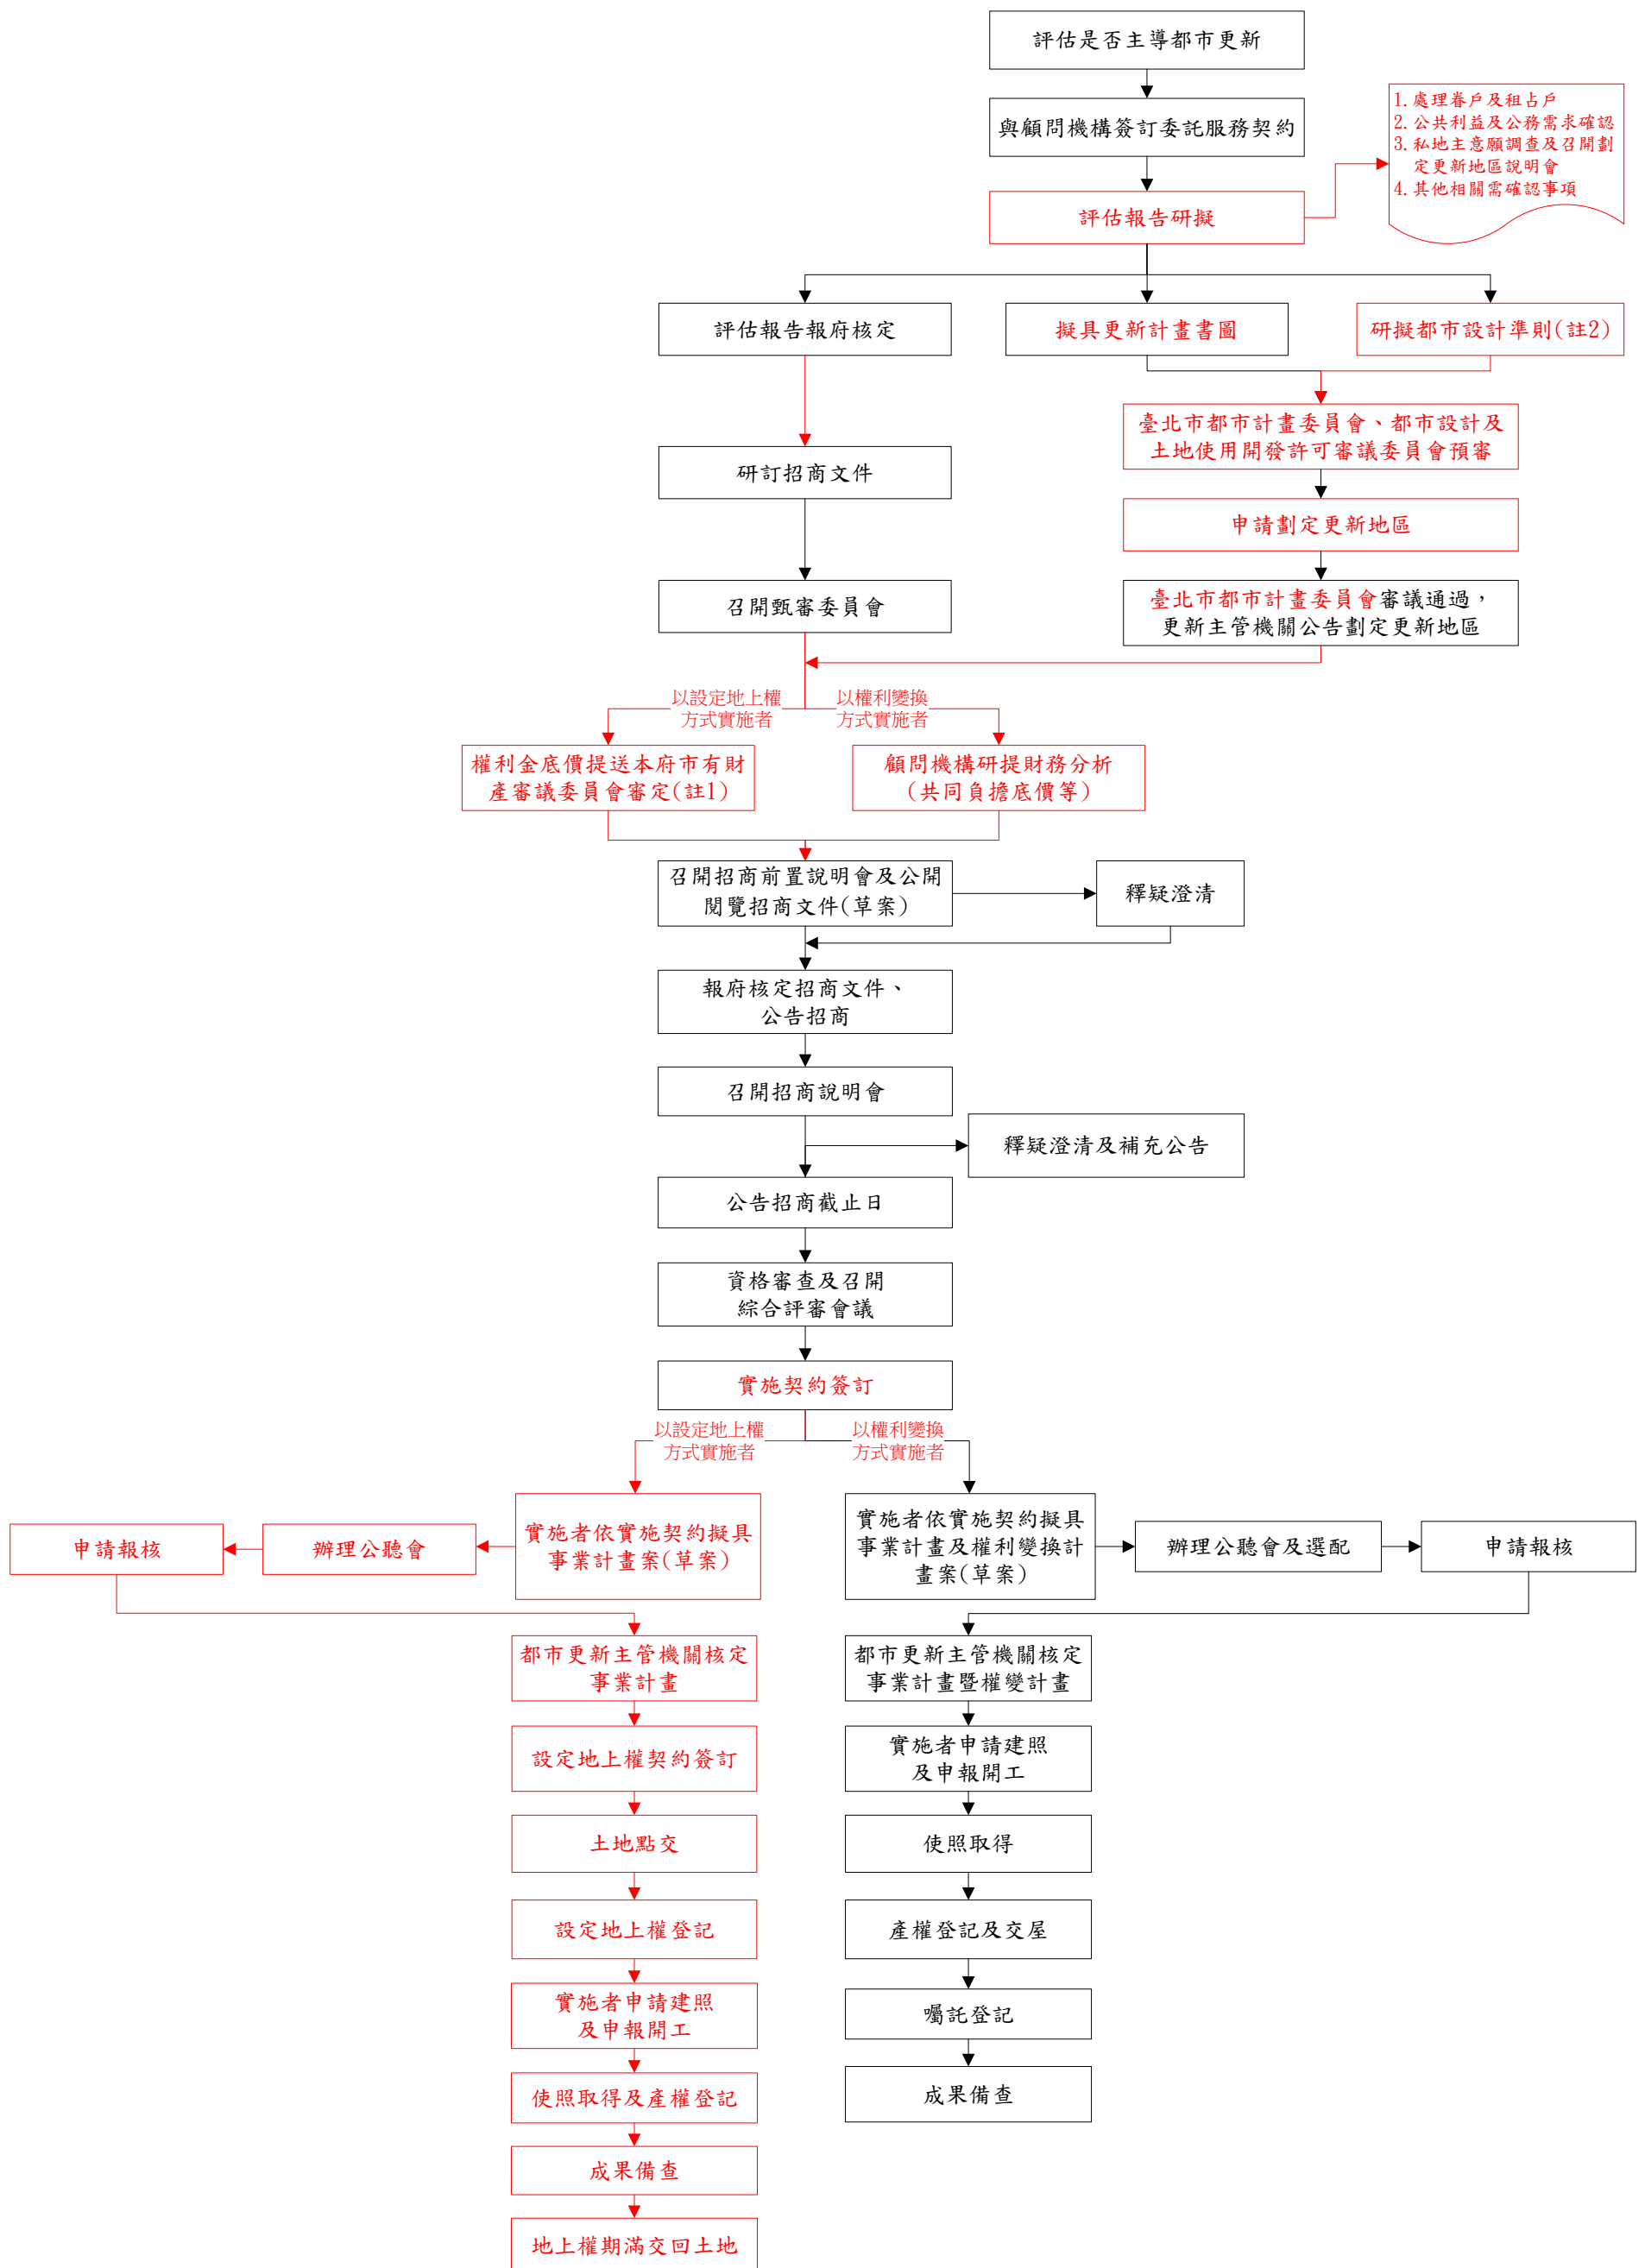 評估是否主導都市更新
與顧問機構簽訂委託服務契約
1.處理眷戶及租占戶
2.公共利益及公務需求確認
3.私地主意願調查及召開劃
定更新地區說明會
4.其他相關需確認事項
評估報告研擬
評估報告報府核定
擬具更新計畫書圖
研擬都市設計準則(註2)
臺北市都市計畫委員會、都市設計及
土地使用開發許可審議委員會預審
研訂招商文件
申請劃定更新地區
召開甄審委員會
臺北市都市計畫委員會審議通過，
更新主管機關公告劃定更新地區
以設定地上權
方式實施者
以權利變換
方式實施者
權利金底價提送本府市有財
產審議委員會審定(註1)
顧問機構研提財務分析
(共同負擔底價等)
召開招商前置說明會及公開
閱覽招商文件(草案)
釋疑澄清
報府核定招商文件、
公告招商
召開招商說明會
釋疑澄清及補充公告
公告招商截止日
資格審查及召開
綜合評審會議
實施契約簽訂
以設定地上權
方式實施者
以權利變換
方式實施者
申請報核
辦理公聽會
實施者依實施契約擬具
事業計畫案(草案)
實施者依實施契約擬具
事業計畫及權利變換計
畫案(草案)
辦理公聽會及選配
申請報核
都市更新主管機關核定
事業計畫
都市更新主管機關核定
事業計畫暨權變計畫
設定地上權契約簽訂
實施者申請建照
及申報開工
土地點交
使照取得
設定地上權登記
產權登記及交屋
實施者申請建照
及申報開工
囑託登記
使照取得及產權登記
成果備查
成果備查
地上權期滿交回土地